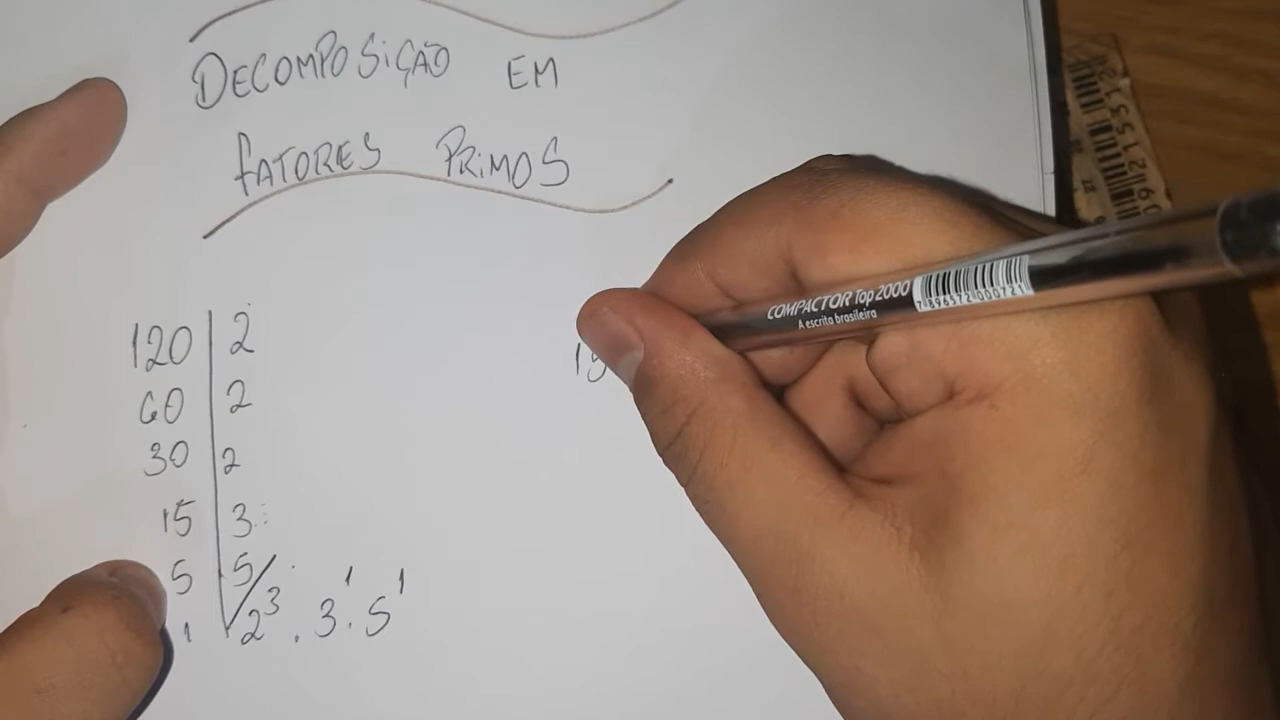 DECOMPOSIÇÃO EM
FATORES PRIMOS
120 | 2
60 | 2
30 | 2
15 | 3
5 | 5
1 | 2³ . 3¹ . 5¹
COMPACTOR Top 2000
A escrita brasileira
7896572000721